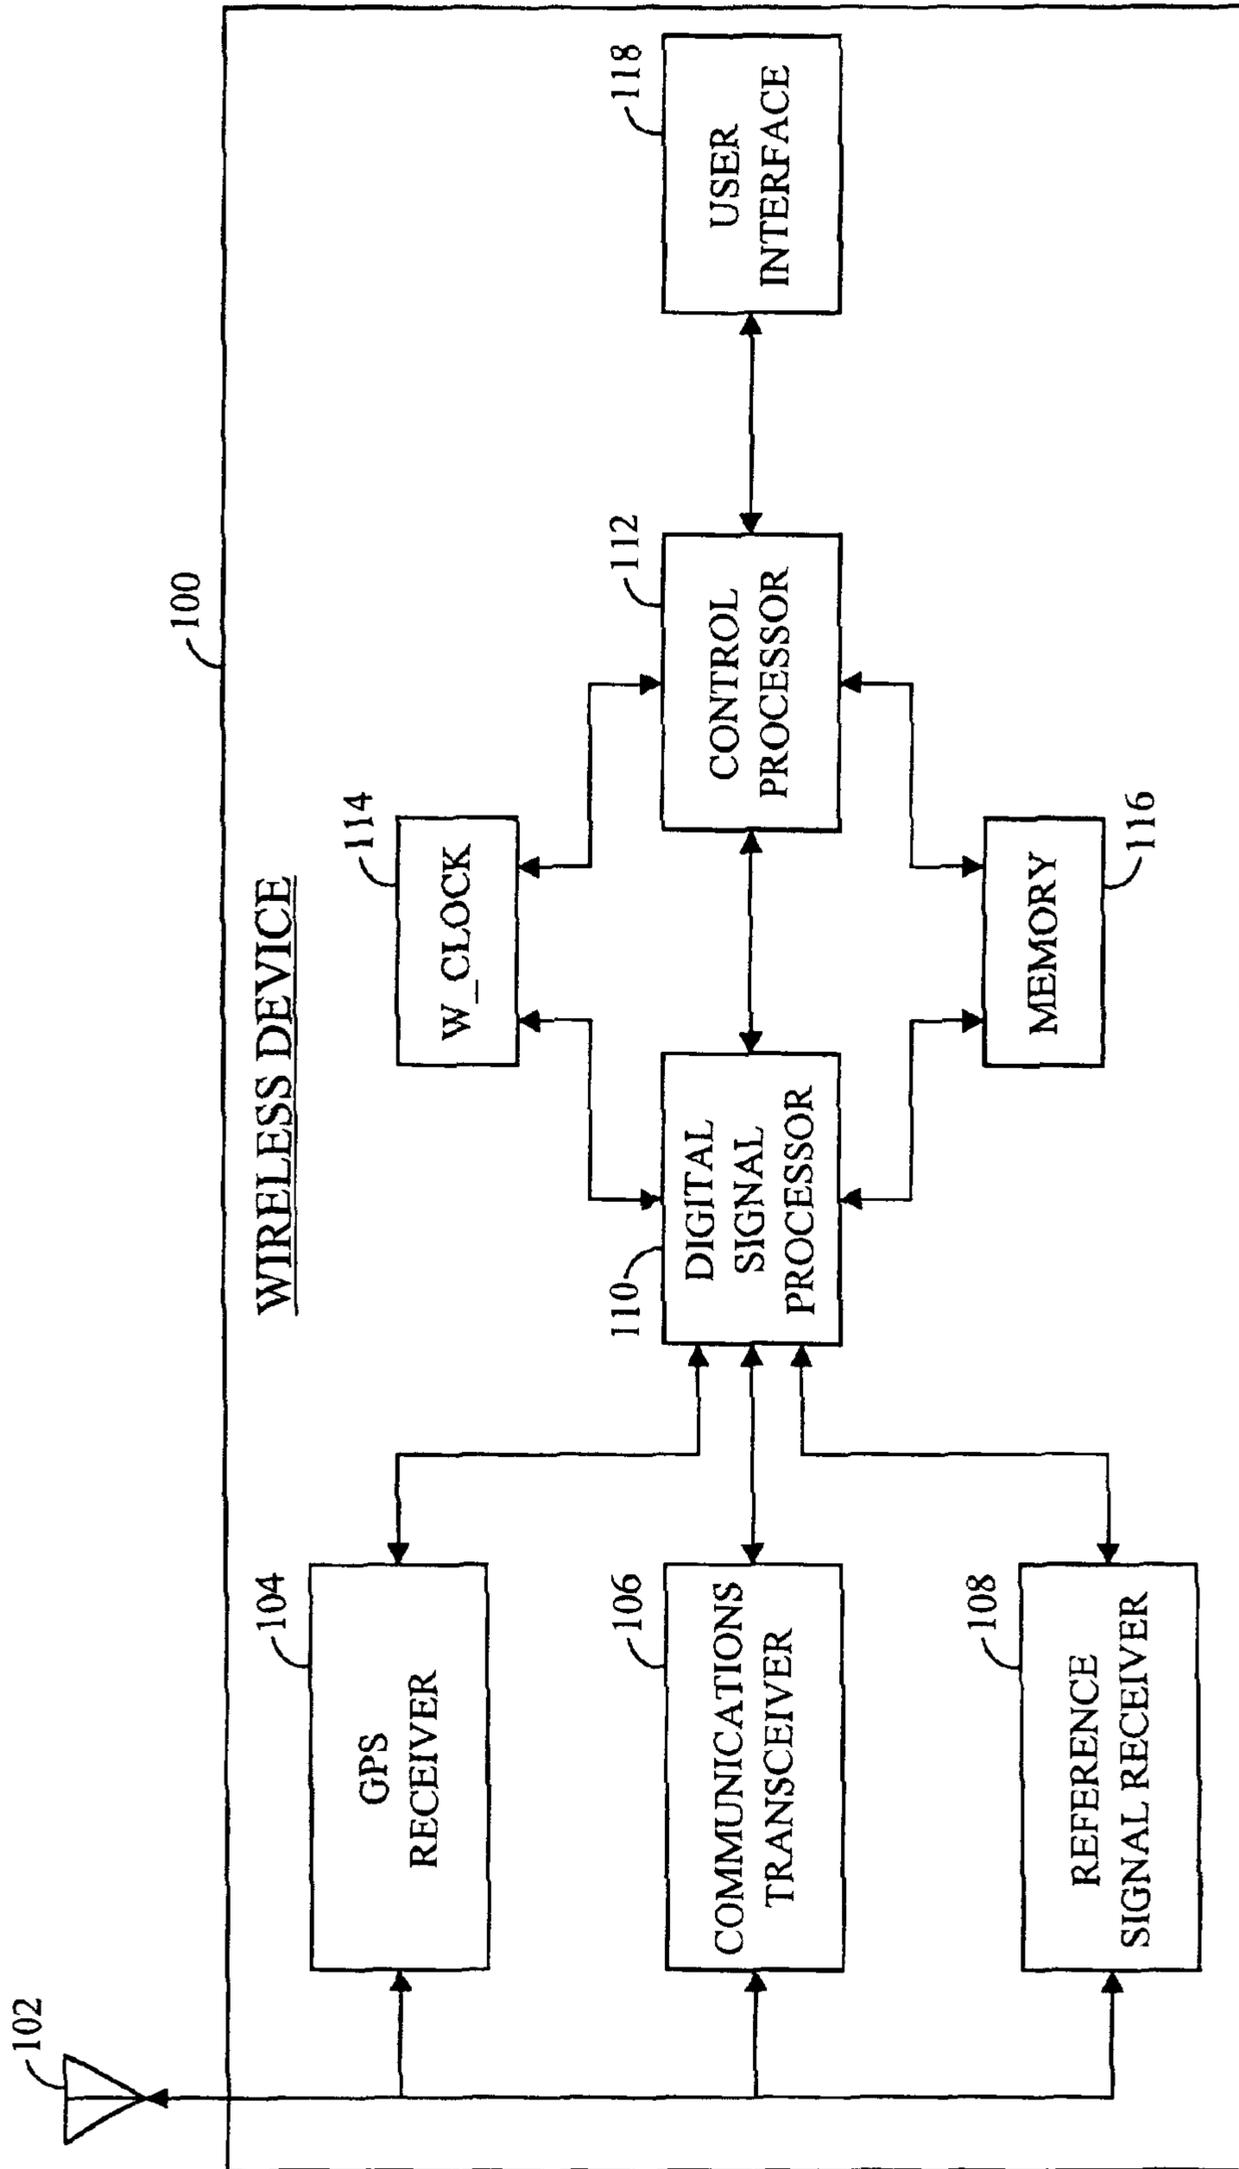 102
100
WIRELESS DEVICE
104
GPS
RECEIVER
106
COMMUNICATIONS
TRANSCEIVER
108
REFERENCE
SIGNAL RECEIVER
110
DIGITAL
SIGNAL
PROCESSOR
114
W_CLOCK
MEMORY
116
112
CONTROL
PROCESSOR
118
USER
INTERFACE